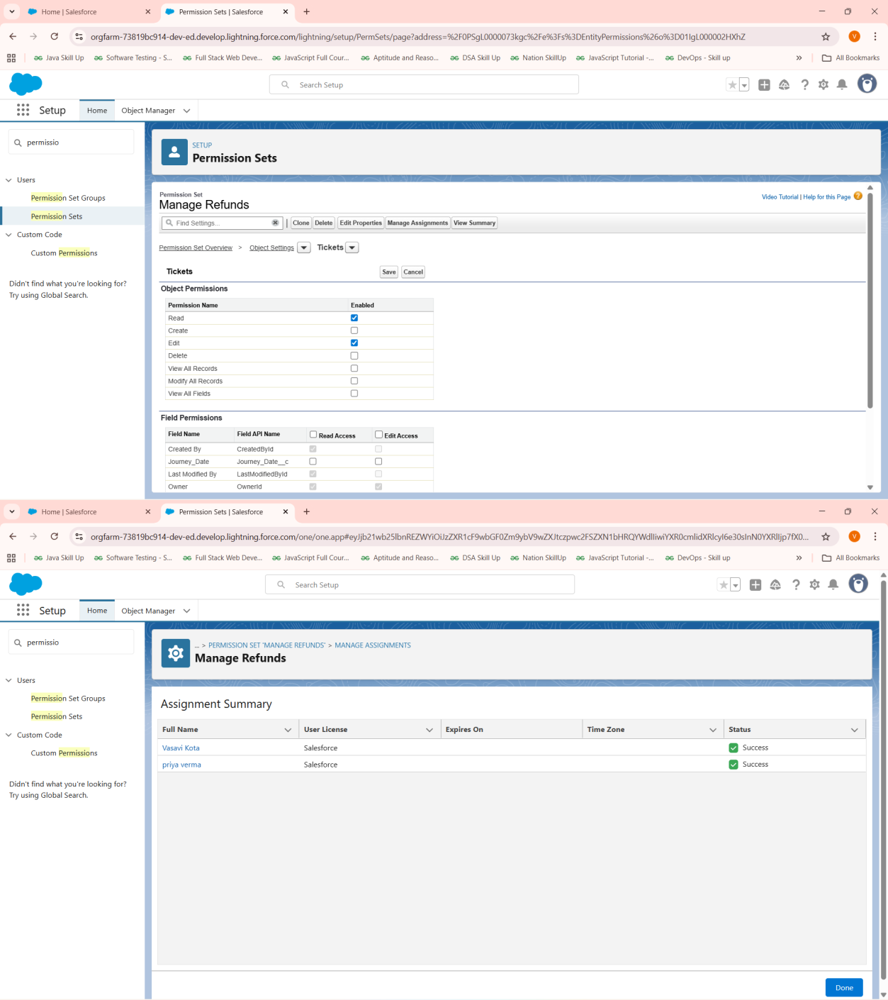 Home | Salesforce
Permission Sets | Salesforce
orgfarm-73819bc914-dev-ed.develop.lightning.force.com/lightning/setup/PermSets/page?address=%2F0PSgL0000073kgc%2Fe%3Fs%3DEntityPermissions%26o%3D01IgL000002HXhZ
V
Java Skill Up
Software Testing - S...
Full Stack Web Deve...
JavaScript Full Cour...
Aptitude and Reaso...
DSA Skill Up
Nation SkillUp
JavaScript Tutorial -...
DevOps - Skill up
All Bookmarks
Search Setup
Setup
Home
Object Manager
permissio
Users
Permission Set Groups
Permission Sets
Custom Code
Custom Permissions
Didn't find what you're looking for?
Try using Global Search.
SETUP
Permission Sets
Permission Set
Manage Refunds
Video Tutorial | Help for this Page
Find Settings... | Clone Delete Edit Properties Manage Assignments View Summary
Permission Set Overview > Object Settings Tickets
Tickets Save Cancel
Object Permissions
Permission Name Enabled
Read
Create
Edit
Delete
View All Records
Modify All Records
View All Fields
Field Permissions
Field Name Field API Name Read Access Edit Access
Created By CreatedById
Journey_Date Journey_Date__c
Last Modified By LastModifiedById
Owner OwnerId
Home | Salesforce
Permission Sets | Salesforce
V
Java Skill Up
Software Testing - S...
Full Stack Web Deve...
JavaScript Full Cour...
Aptitude and Reaso...
DSA Skill Up
Nation SkillUp
JavaScript Tutorial -...
DevOps - Skill up
All Bookmarks
Search Setup
Setup
Home
Object Manager
permissio
Users
Permission Set Groups
Permission Sets
Custom Code
Custom Permissions
Didn't find what you're looking for?
Try using Global Search.
... > PERMISSION SET 'MANAGE REFUNDS' > MANAGE ASSIGNMENTS
Manage Refunds
Assignment Summary
Full Name User License Expires On Time Zone Status
Vasavi Kota Salesforce Success
priya verma Salesforce Success
Done